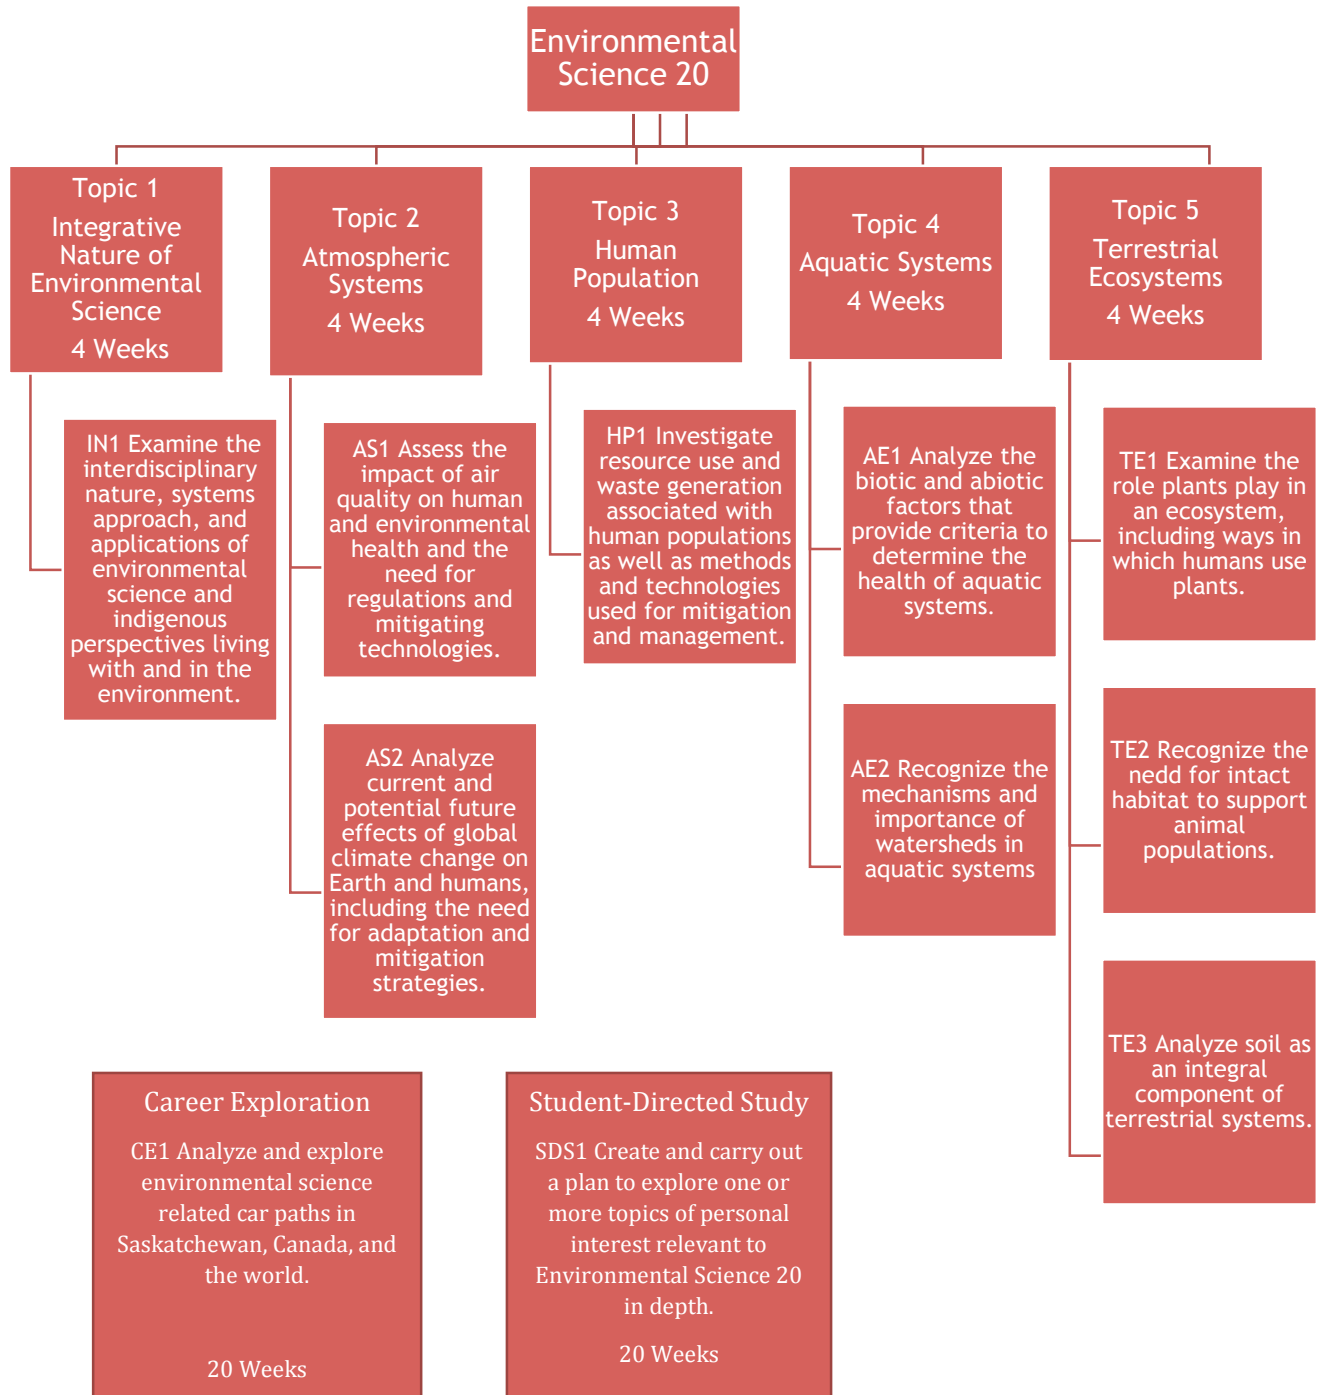 Environmental
Science 20
Topic 1
Integrative
Nature of
Environmental
Science
4 Weeks
IN1 Examine the
interdisciplinary
nature, systems
approach, and
applications of
environmental
science and
indigenous
perspectives living
with and in the
environment.
Topic 2
Atmospheric
Systems
4 Weeks
AS1 Assess the
impact of air
quality on human
and environmental
health and the
need for
regulations and
mitigating
technologies.
AS2 Analyze
current and
potential future
effects of global
climate change on
Earth and humans,
including the need
for adaptation and
mitigation
strategies.
Topic 3
Human
Population
4 Weeks
HP1 Investigate
resource use and
waste generation
associated with
human populations
as well as methods
and technologies
used for mitigation
and management.
Topic 4
Aquatic Systems
4 Weeks
AE1 Analyze the
biotic and abiotic
factors that
provide criteria to
determine the
health of aquatic
systems.
AE2 Recognize the
mechanisms and
importance of
watersheds in
aquatic systems
Topic 5
Terrestrial
Ecosystems
4 Weeks
TE1 Examine the
role plants play in
an ecosystem,
including ways in
which humans use
plants.
TE2 Recognize the
nedd for intact
habitat to support
animal
populations.
TE3 Analyze soil as
an integral
component of
terrestrial systems.
Career Exploration
CE1 Analyze and explore
environmental science
related car paths in
Saskatchewan, Canada, and
the world.
20 Weeks
Student-Directed Study
SDS1 Create and carry out
a plan to explore one or
more topics of personal
interest relevant to
Environmental Science 20
in depth.
20 Weeks